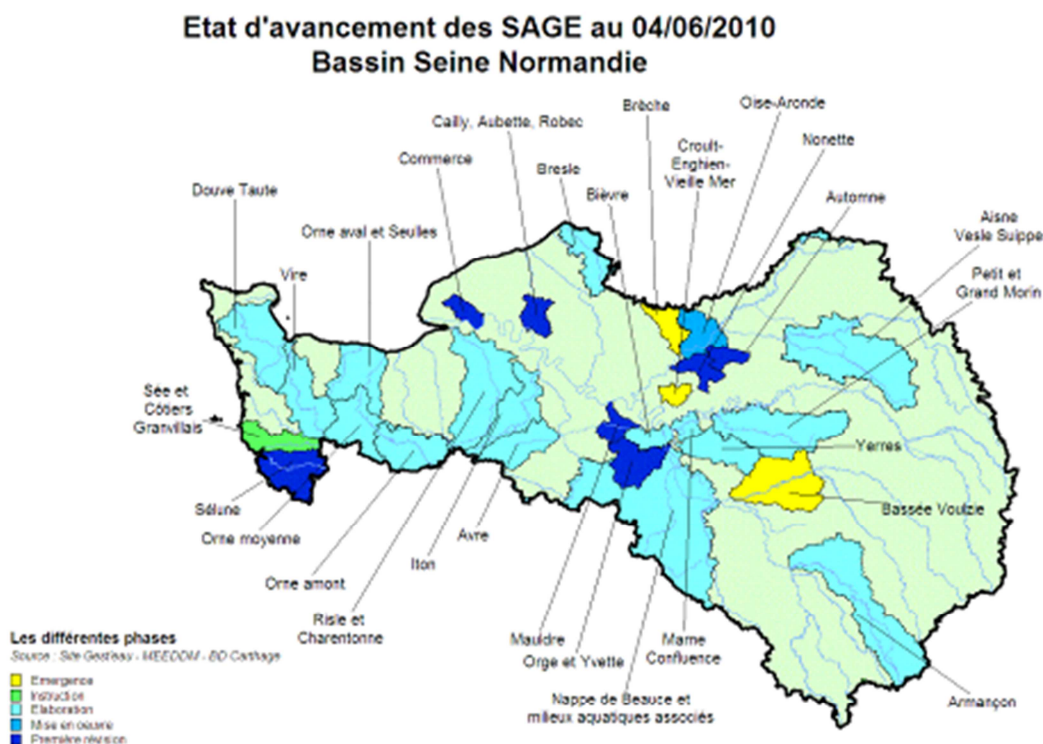 Etat d'avancement des SAGE au 04/06/2010
Bassin Seine Normandie
Brèche
Oise-Aronde
Cailly, Aubette, Robec
Nonette
Croult-
Enghien-
Vieille Mer
Commerce
Bresle
Bièvre
Automne
Douve Taute
Aisne
Vesle Suippe
Orne aval et Seulles
Vire
Petit et
Grand Morin
Sée et
Côtiers
Granvillais
Yerres
Bassée Voulzie
Sélune
Orne moyenne
Avre
Iton
Orne amont
Risle et
Charentonne
Mauldre
Orge et Yvette
Marne
Confluence
Nappe de Beauce et
milieux aquatiques associés
Armançon
Les différentes phases
Source : Site Gesteau - MEEDDM - BD Carthage
Emergence
Instruction
Elaboration
Mise en oeuvre
Première révision